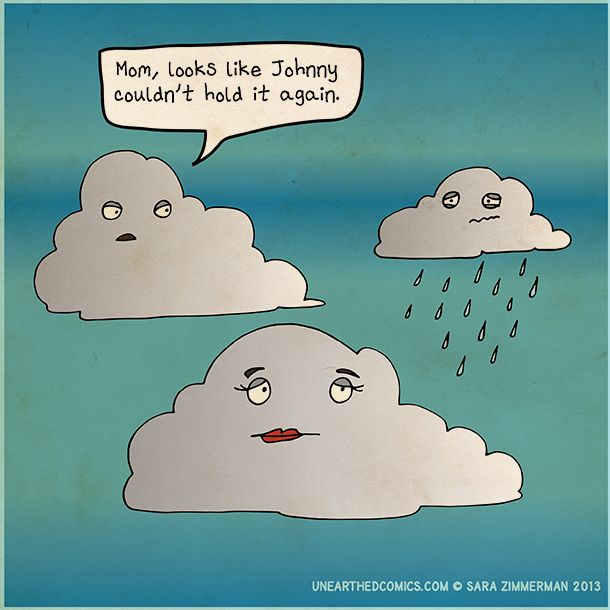 Mom, looks like Johnny
couldn't hold it again.
UNEARTHEDCOMICS.COM © SARA ZIMMERMAN 2013